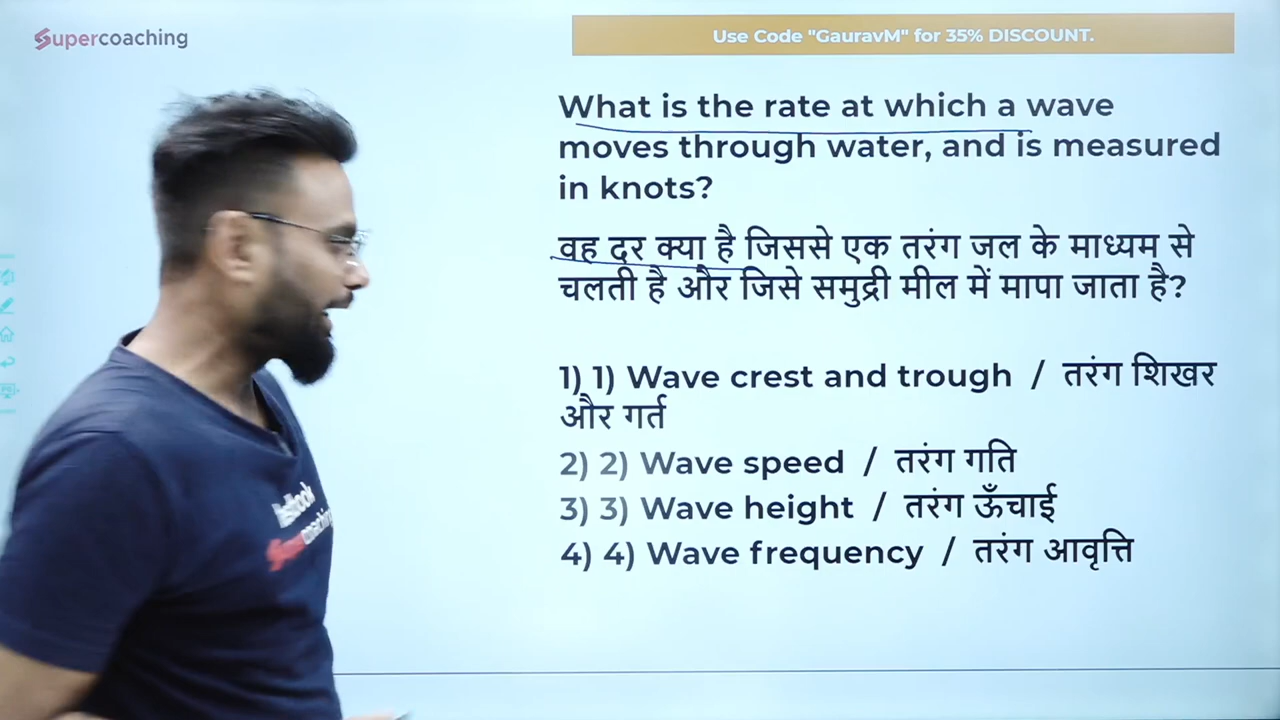 Supercoaching
Use Code "GauravM" for 35% DISCOUNT.
What is the rate at which a wave
moves through water, and is measured
in knots?
वह दर क्या है जिससे एक तरंग जल के माध्यम से
चलती है और जिसे समुद्री मील में मापा जाता है?
1) 1) Wave crest and trough / तरंग शिखर
और गर्त
2) 2) Wave speed / तरंग गति
3) 3) Wave height / तरंग ऊँचाई
4) 4) Wave frequency / तरंग आवृत्ति
testbook
Supercoaching